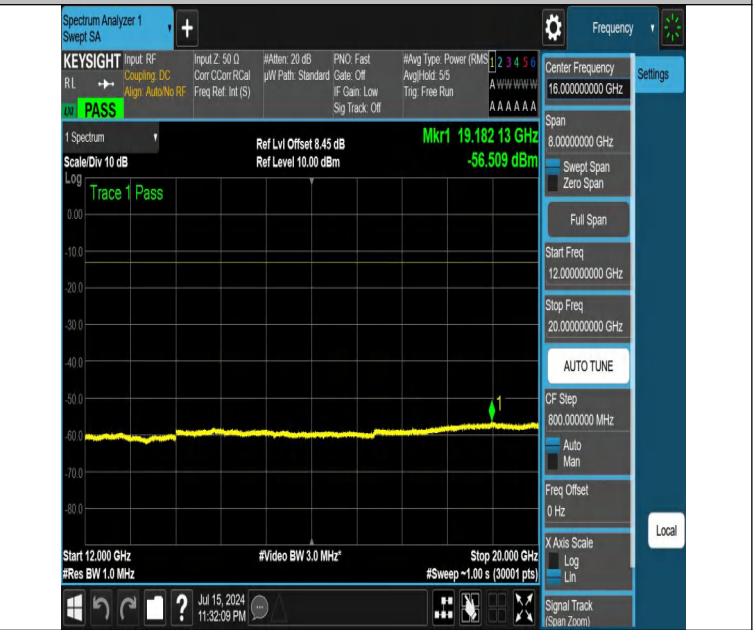 Spectrum Analyzer 1
Swept SA
Frequency
KEYSIGHT
RL
PASS
Input: RF
Coupling: DC
Align: Auto/No RF
Input Z: 50 Ω
Corr CCorr RCal
Freq Ref: Int (S)
#Atten: 20 dB
µW Path: Standard
PNO: Fast
Gate: Off
IF Gain: Low
Sig Track: Off
#Avg Type: Power (RMS
Avg|Hold: 5/5
Trig: Free Run
1 2 3 4 5 6
A W W W W W
A A A A A A
1 Spectrum
Scale/Div 10 dB
Ref Lvl Offset 8.45 dB
Ref Level 10.00 dBm
Mkr1 19.182 13 GHz
-56.509 dBm
Log
Trace 1 Pass
0.00
-10.0
-20.0
-30.0
-40.0
-50.0
-60.0
-70.0
-80.0
1
Start 12.000 GHz
#Res BW 1.0 MHz
#Video BW 3.0 MHz*
Stop 20.000 GHz
#Sweep ~1.00 s (30001 pts)
Jul 15, 2024
11:32:09 PM
Center Frequency
16.000000000 GHz
Settings
Span
8.00000000 GHz
Swept Span
Zero Span
Full Span
Start Freq
12.000000000 GHz
Stop Freq
20.000000000 GHz
AUTO TUNE
CF Step
800.000000 MHz
Auto
Man
Freq Offset
0 Hz
X Axis Scale
Log
Lin
Local
Signal Track
(Span Zoom)